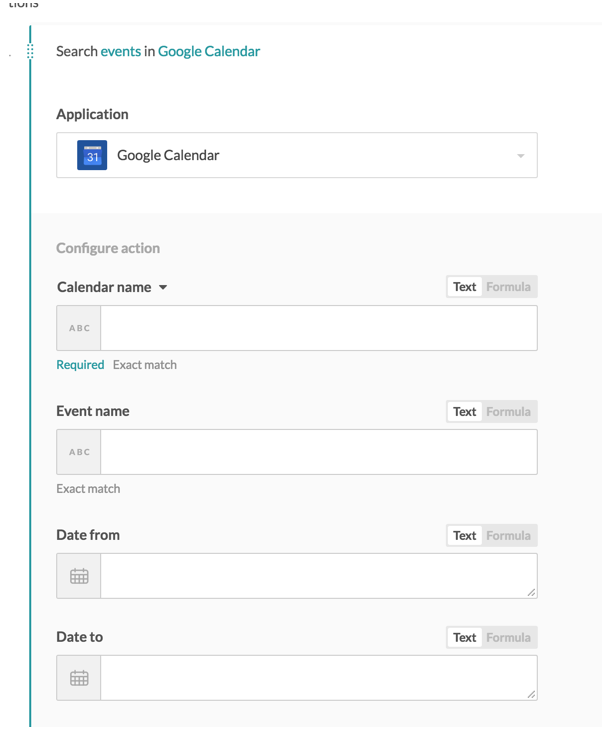 tions
Search events in Google Calendar
Application
31 Google Calendar
Configure action
Calendar name
Text Formula
ABC
Required Exact match
Event name
Text Formula
ABC
Exact match
Date from
Text Formula
Date to
Text Formula